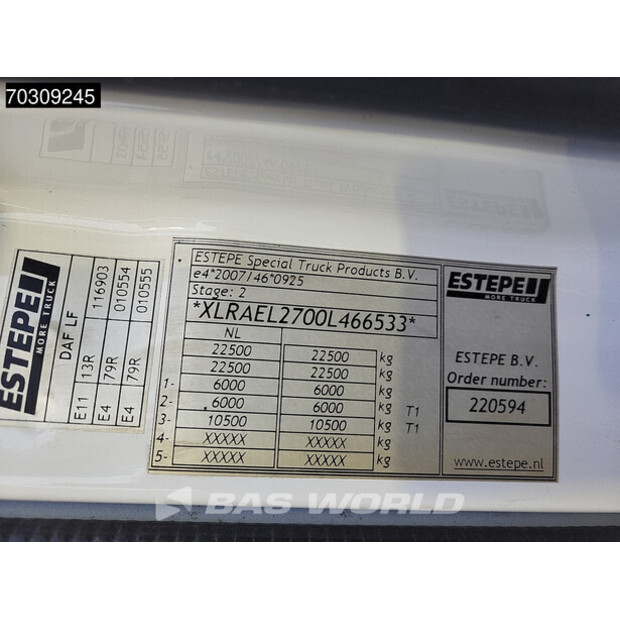 70309245
ESTEPE
MORE TRUCK
DAF LF
E11 13R 116903
E4 79R 010554
E4 79R 010555
ESTEPE Special Truck Products B.V.
e4*2007/46*0925
Stage: 2
*XLRAEL2700L466533*
NL
22500 22500 kg
22500 22500 kg
1- 6000 6000 kg
2- 6000 6000 kg T1
3- 10500 10500 kg T1
4- XXXXX XXXXX kg
5- XXXXX XXXXX kg
ESTEPE
MORE TRUCK
ESTEPE B.V.
Order number:
220594
www.estepe.nl
BAS WORLD